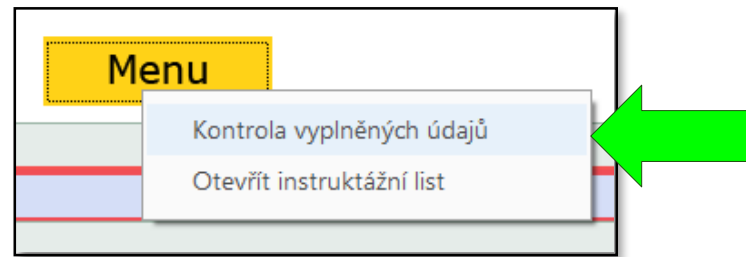 Menu
Kontrola vyplněných údajů
Otevřít instruktážní list